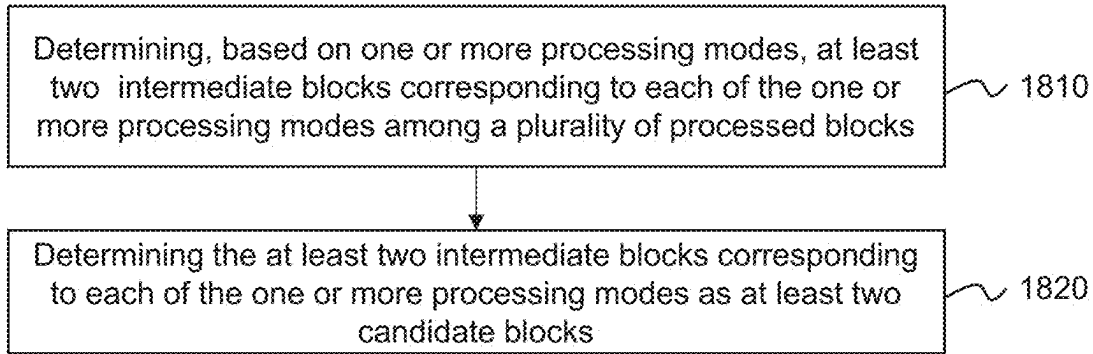 Determining, based on one or more processing modes, at least
two intermediate blocks corresponding to each of the one or
more processing modes among a plurality of processed blocks
1810
Determining the at least two intermediate blocks corresponding
to each of the one or more processing modes as at least two
candidate blocks
1820